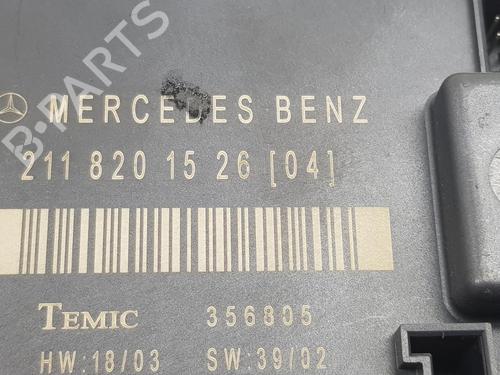 B-PARTS
MERCEDES BENZ
211 820 15 26 [04]
TEMIC 356805
HW:18/03 SW:39/02